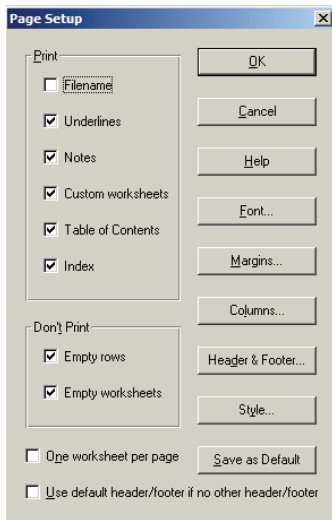 Page Setup
Print
Filename
Underlines
Notes
Custom worksheets
Table of Contents
Index
Don't Print
Empty rows
Empty worksheets
One worksheet per page
Use default header/footer if no other header/footer
OK
Cancel
Help
Font...
Margins...
Columns...
Header & Footer...
Style...
Save as Default